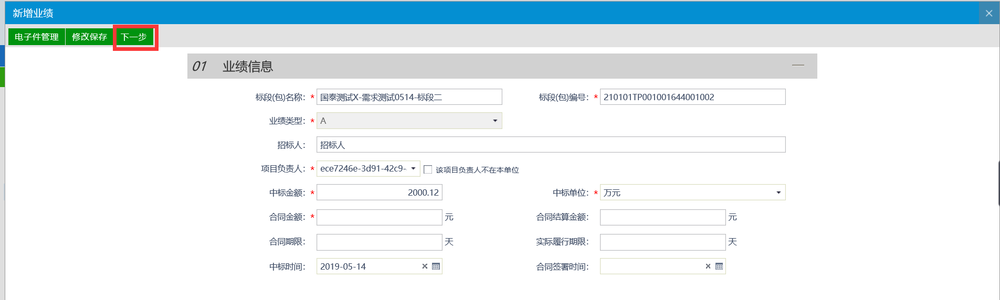 新增业绩
电子件管理 修改保存 下一步
01 业绩信息
标段(包)名称：* 国泰测试X-需求测试0514-标段二 标段(包)编号：* 210101TP001001644001002
业绩类型：* A
招标人： 招标人
项目负责人：* ece7246e-3d91-42c9- 该项目负责人不在本单位
中标金额：* 2000.12 中标单位：* 万元
合同金额：* 元 合同结算金额： 元
合同期限： 天 实际履行期限： 天
中标时间： 2019-05-14 合同签署时间：